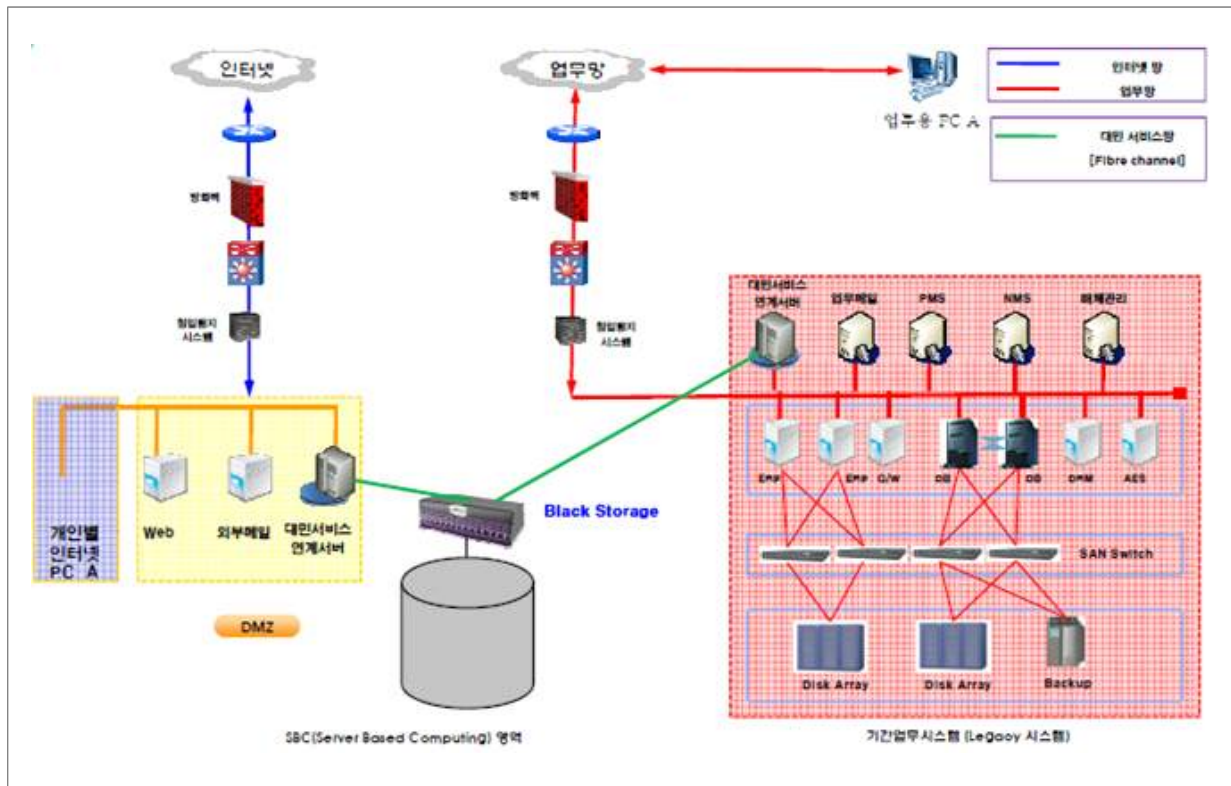 인터넷
업무망
업무용 PC A
인터넷 망
업무망
대민 서비스망
[Fibre channel]
방화벽
방화벽
침입방지
시스템
침입방지
시스템
대민서비스
연계서버
업무메일
PMS
NMS
매체관리
ERP
ERP
G/W
DB
DB
DRM
AES
개인별
인터넷
PC A
Web
외부메일
대민서비스
연계서버
Black Storage
SAN Switch
DMZ
Disk Array
Disk Array
Backup
SBC(Server Based Computing) 영역
기간업무시스템 (Legacy 시스템)